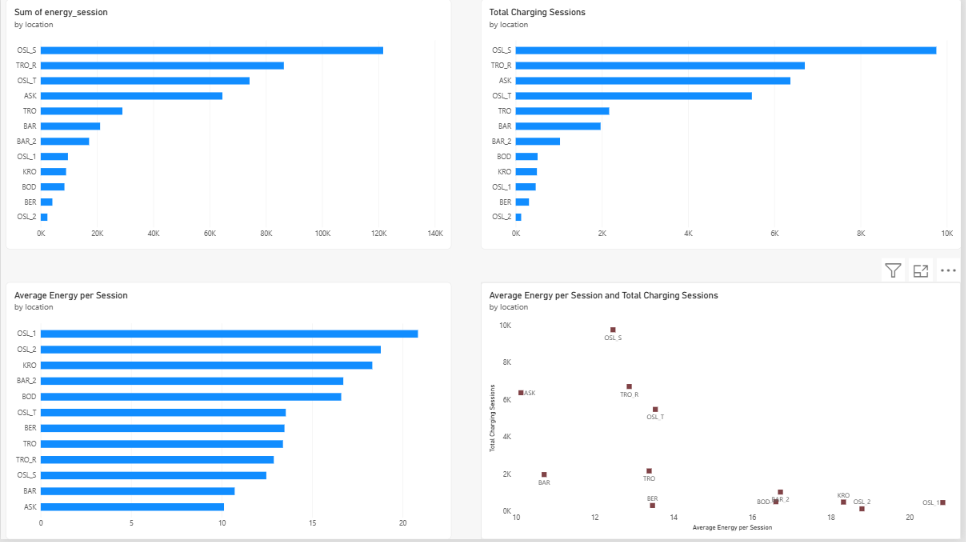 Sum of energy_session
by location
OSL_S
TRO_R
OSL_T
ASK
TRO
BAR
BAR_2
OSL_1
KRO
BOD
BER
OSL_2
0K 20K 40K 60K 80K 100K 120K 140K
Total Charging Sessions
by location
OSL_S
TRO_R
ASK
OSL_T
TRO
BAR
BAR_2
BOD
KRO
OSL_1
BER
OSL_2
0K 2K 4K 6K 8K 10K
Average Energy per Session
by location
OSL_1
OSL_2
KRO
BAR_2
BOD
OSL_T
BER
TRO
TRO_R
OSL_S
BAR
ASK
0 5 10 15 20
Average Energy per Session and Total Charging Sessions
by location
Total Charging Sessions
10K
8K
6K
4K
2K
0K
OSL_S
ASK
TRO_R
OSL_T
BAR
TRO
BER
BOD
BAR_2
KRO
OSL_2
OSL_1
10 12 14 16 18 20
Average Energy per Session